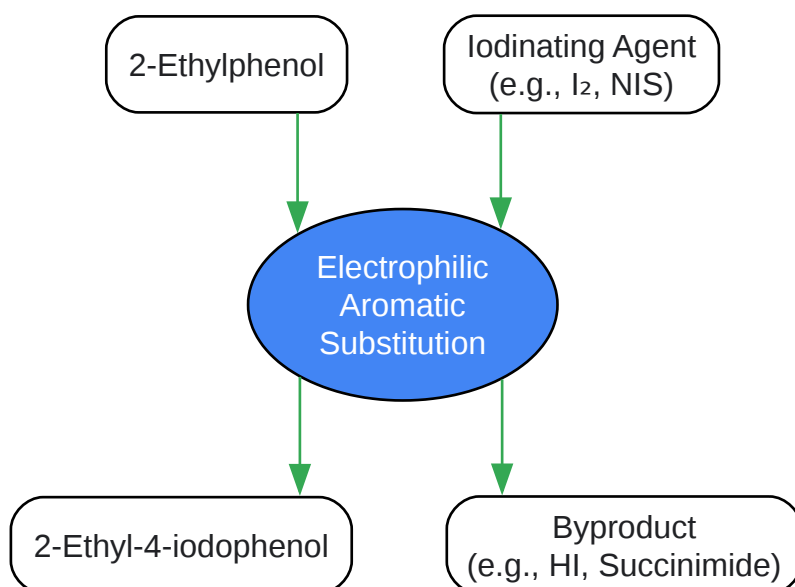 2-Ethylphenol
Iodinating Agent
(e.g., I₂, NIS)
Electrophilic
Aromatic
Substitution
2-Ethyl-4-iodophenol
Byproduct
(e.g., HI, Succinimide)